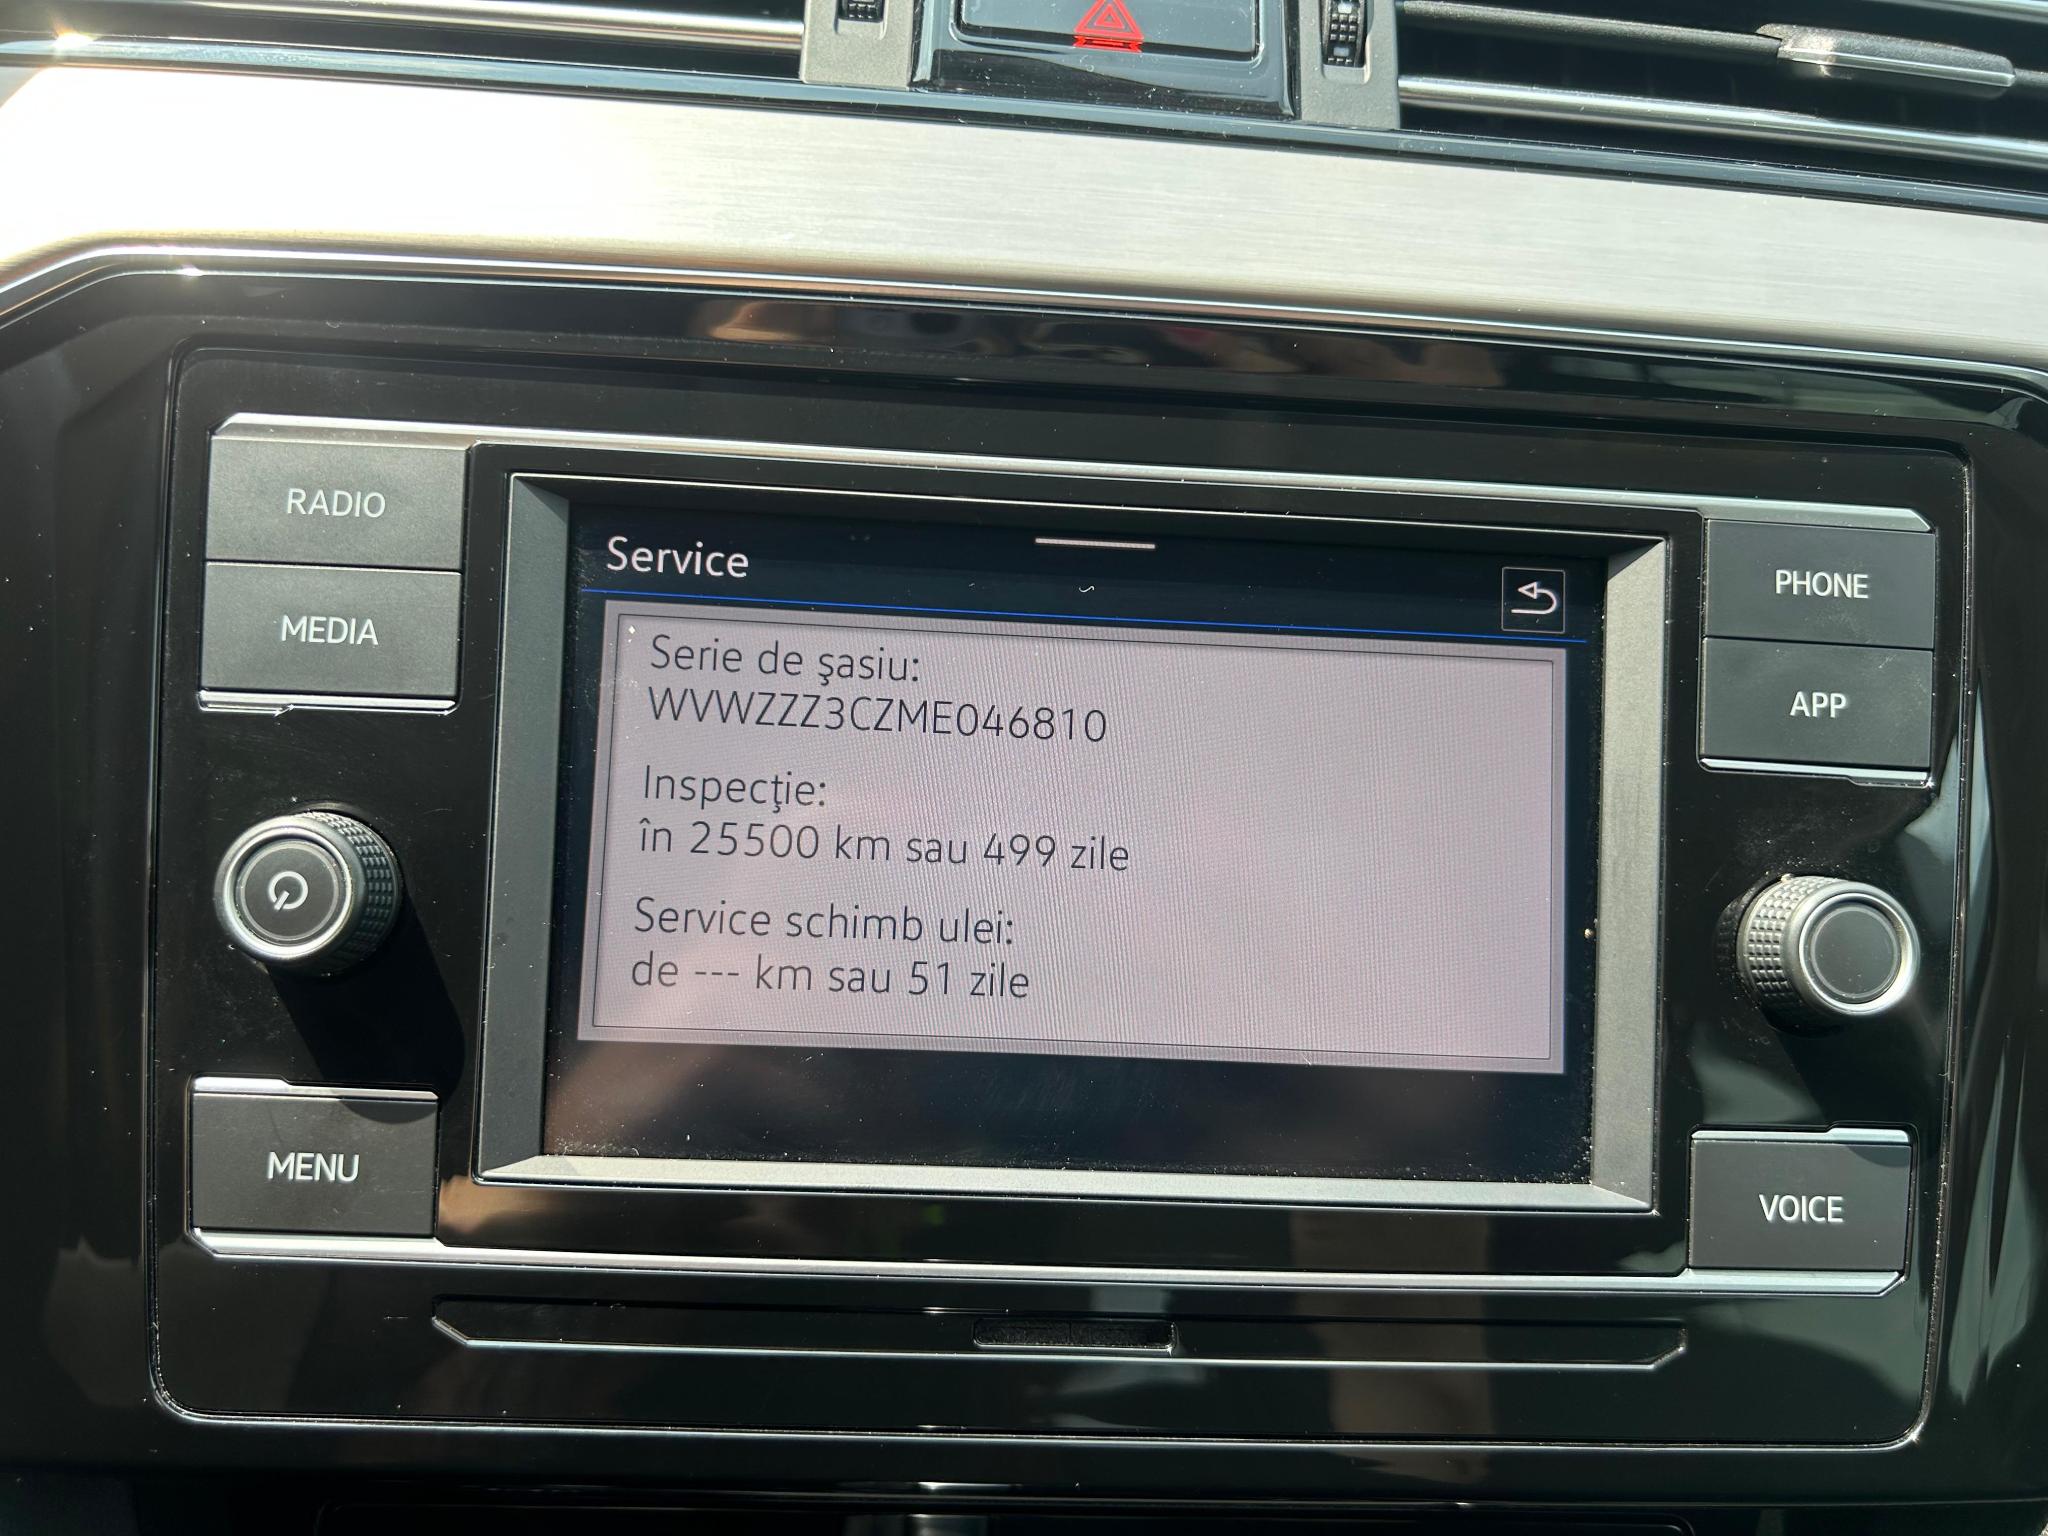 RADIO
MEDIA
MENU
Service
Serie de şasiu:
WVWZZZ3CZME046810
Inspecţie:
în 25500 km sau 499 zile
Service schimb ulei:
de --- km sau 51 zile
PHONE
APP
VOICE